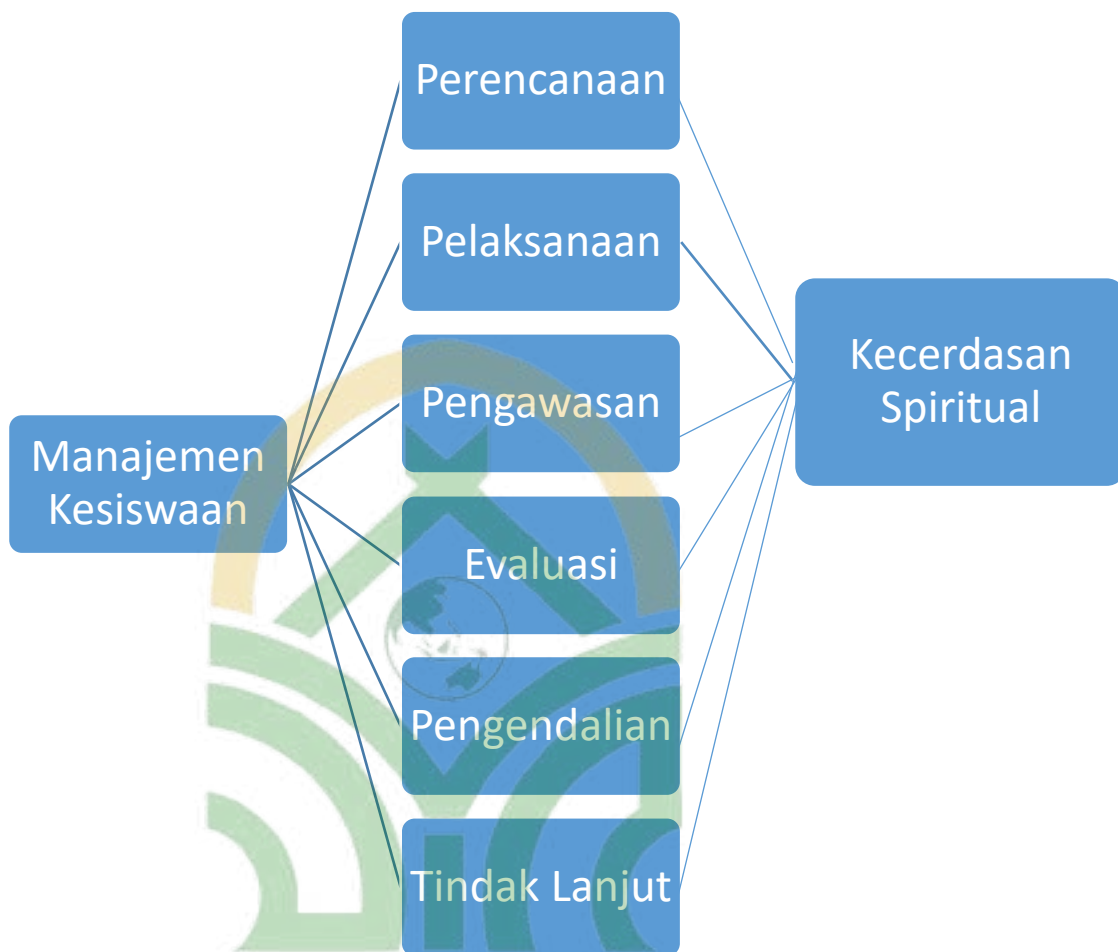 Perencanaan
Pelaksanaan
Pengawasan
Evaluasi
Pengendalian
Tindak Lanjut
Manajemen
Kesiswaan
Kecerdasan
Spiritual